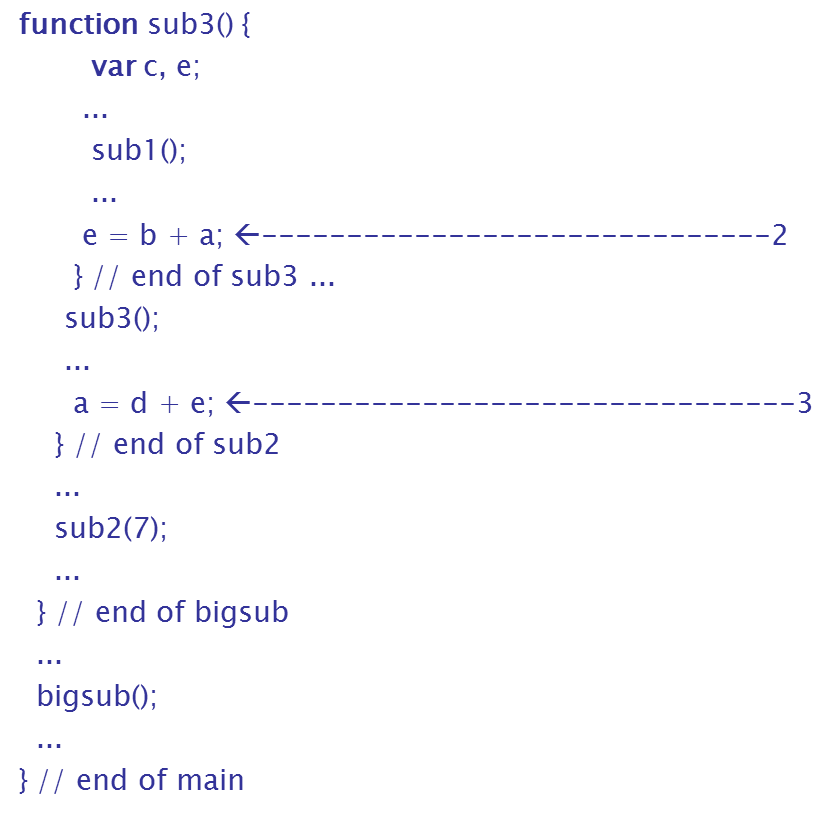 function sub3() {
var c, e;
...
sub1();
...
e = b + a; ←------------------------------2
} // end of sub3 ...
sub3();
...
a = d + e; ←--------------------------------3
} // end of sub2
...
sub2(7);
...
} // end of bigsub
...
bigsub();
...
} // end of main